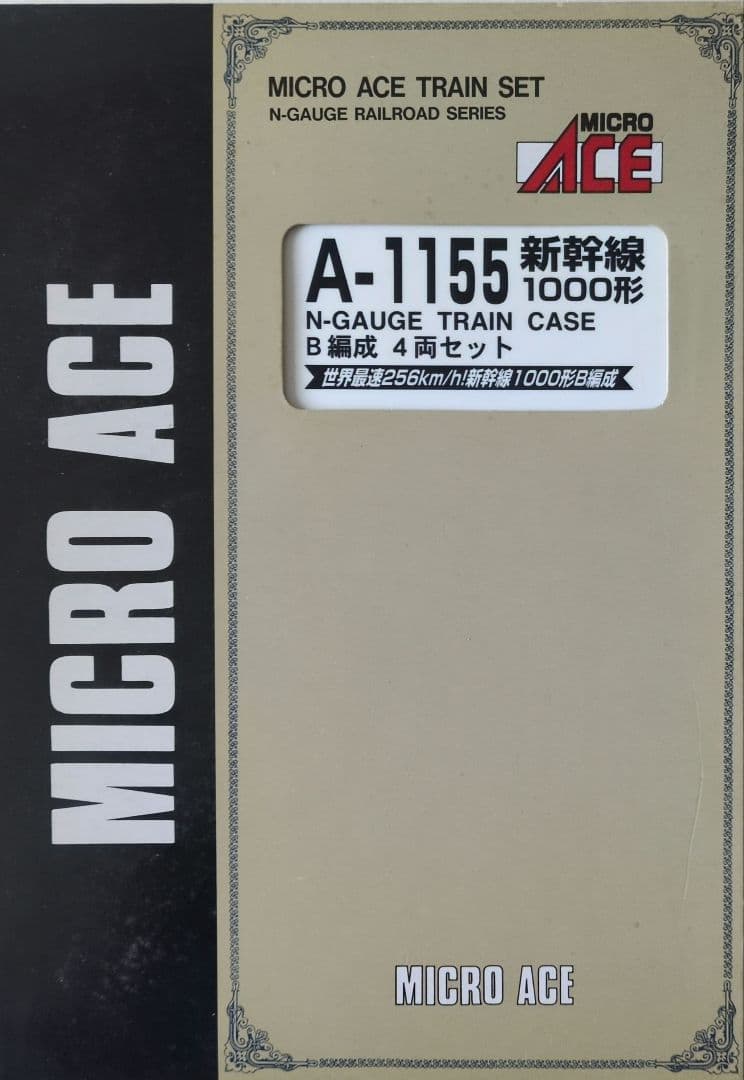 MICRO ACE
MICRO ACE TRAIN SET
N-GAUGE RAILROAD SERIES
MICRO
ACE
A-1155 新幹線
1000形
N-GAUGE TRAIN CASE
B編成 4両セット
世界最速256km/h!新幹線1000形B編成
MICRO ACE